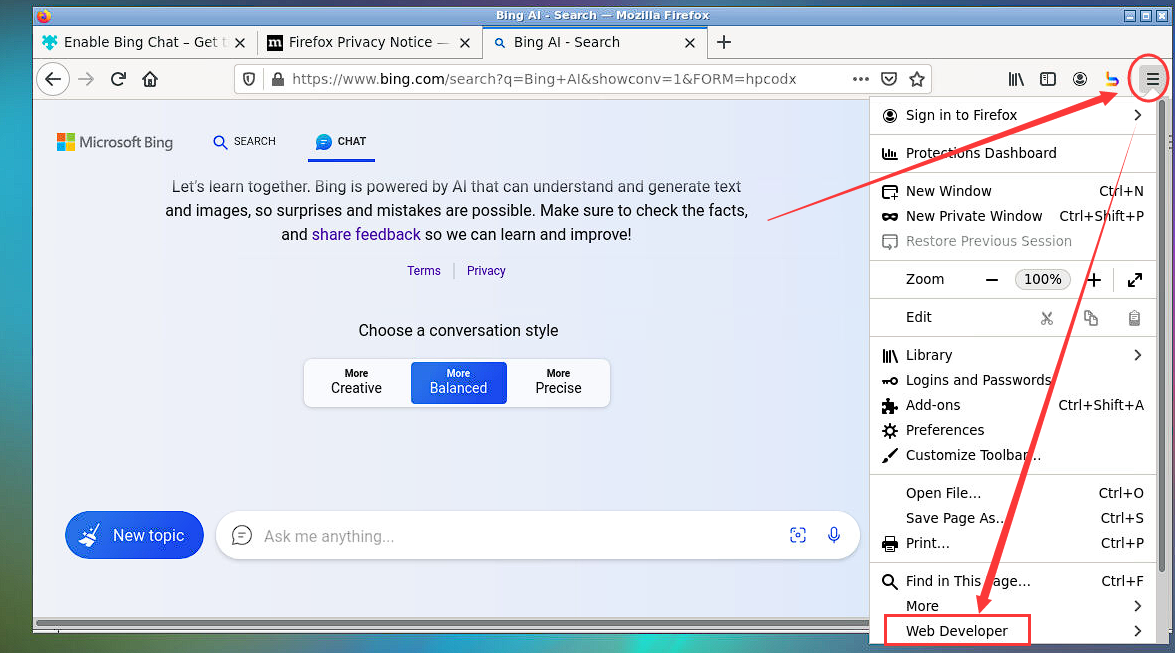 Bing AI - Search — Mozilla Firefox
Enable Bing Chat – Get t
Firefox Privacy Notice —
Bing AI - Search
https://www.bing.com/search?q=Bing+AI&showconv=1&FORM=hpcodx
Microsoft Bing
SEARCH
CHAT
Let's learn together. Bing is powered by AI that can understand and generate text
and images, so surprises and mistakes are possible. Make sure to check the facts,
and share feedback so we can learn and improve!
Terms
Privacy
Choose a conversation style
More
Creative
More
Balanced
More
Precise
New topic
Ask me anything...
Sign in to Firefox
Protections Dashboard
New Window Ctrl+N
New Private Window Ctrl+Shift+P
Restore Previous Session
Zoom 100%
Edit
Library
Logins and Passwords
Add-ons Ctrl+Shift+A
Preferences
Customize Toolbar…
Open File… Ctrl+O
Save Page As… Ctrl+S
Print… Ctrl+P
Find in This Page… Ctrl+F
More
Web Developer